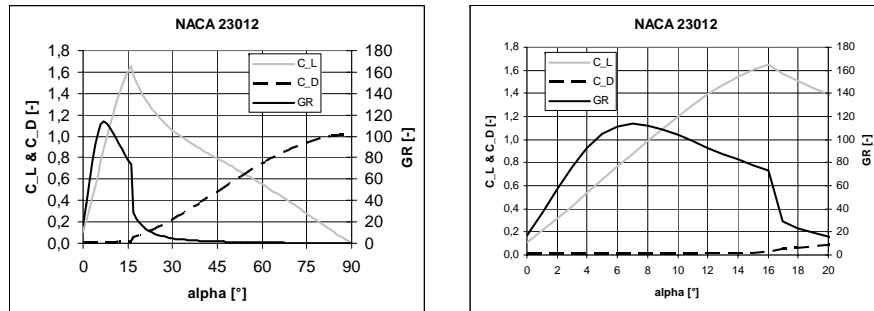 NACA 23012
C_L & C_D [-]
1,8
1,6
1,4
1,2
1,0
0,8
0,6
0,4
0,2
0,0
C_L
C_D
GR
180
160
140
120
100
80
60
40
20
0
GR [-]
0 15 30 45 60 75 90
alpha [°]
NACA 23012
C_L & C_D [-]
1,8
1,6
1,4
1,2
1,0
0,8
0,6
0,4
0,2
0,0
C_L
C_D
GR
180
160
140
120
100
80
60
40
20
0
GR [-]
0 2 4 6 8 10 12 14 16 18 20
alpha [°]